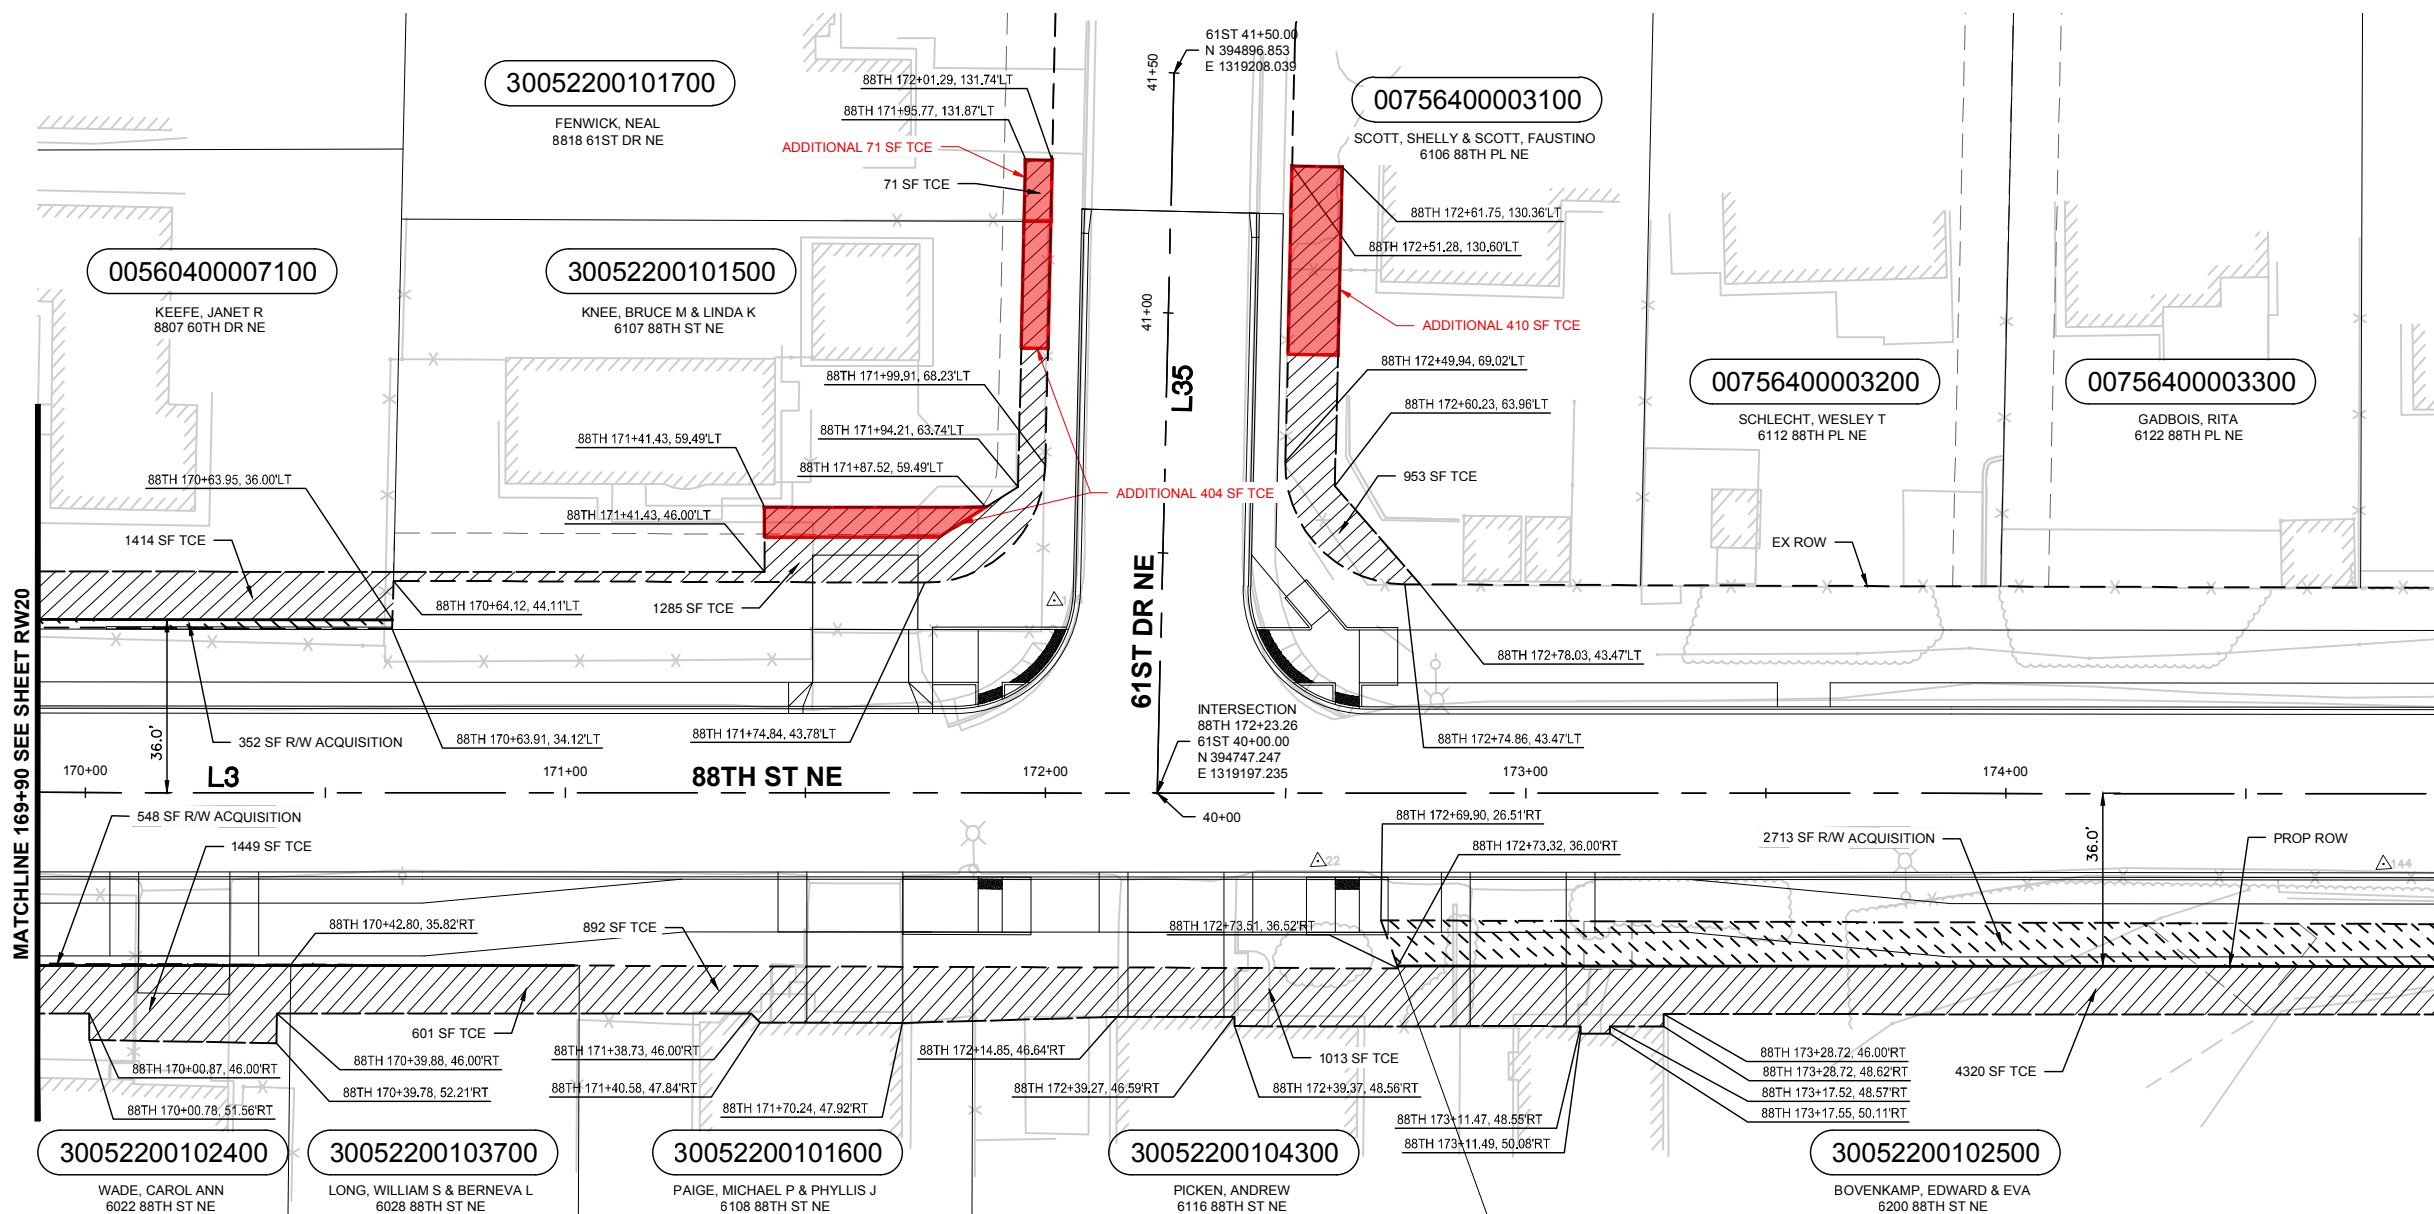 61ST 41+50.00
N 394896.853
E 1319208.039
41+50
30052200101700
FENWICK, NEAL
8818 61ST DR NE
88TH 172+01.29, 131.74'LT
88TH 171+95.77, 131.87'LT
ADDITIONAL 71 SF TCE
71 SF TCE
00756400003100
SCOTT, SHELLY & SCOTT, FAUSTINO
6106 88TH PL NE
88TH 172+61.75, 130.36'LT
88TH 172+51.28, 130.60'LT
00560400007100
KEEFE, JANET R
8807 60TH DR NE
30052200101500
KNEE, BRUCE M & LINDA K
6107 88TH ST NE
41+00
ADDITIONAL 410 SF TCE
L35
88TH 171+99.91, 68.23'LT
88TH 172+49.94, 69.02'LT
88TH 172+60.23, 63.96'LT
00756400003200
SCHLECHT, WESLEY T
6112 88TH PL NE
00756400003300
GADBOIS, RITA
6122 88TH PL NE
88TH 171+41.43, 59.49'LT
88TH 171+94.21, 63.74'LT
88TH 171+87.52, 59.49'LT
88TH 170+63.95, 36.00'LT
953 SF TCE
ADDITIONAL 404 SF TCE
88TH 171+41.43, 46.00'LT
1414 SF TCE
EX ROW
88TH 170+64.12, 44.11'LT
1285 SF TCE
61ST DR NE
MATCHLINE 169+90 SEE SHEET RW20
88TH 172+78.03, 43.47'LT
36.0'
352 SF R/W ACQUISITION
88TH 170+63.91, 34.12'LT
88TH 171+74.84, 43.78'LT
INTERSECTION
88TH 172+23.26
61ST 40+00.00
N 394747.247
E 1319197.235
88TH 172+74.86, 43.47'LT
170+00
L3
171+00
88TH ST NE
172+00
173+00
174+00
40+00
548 SF R/W ACQUISITION
1449 SF TCE
88TH 172+69.90, 26.51'RT
88TH 172+73.32, 36.00'RT
2713 SF R/W ACQUISITION
36.0'
PROP ROW
22
144
88TH 170+42.80, 35.82'RT
892 SF TCE
88TH 172+73.51, 36.52'RT
601 SF TCE
88TH 170+39.88, 46.00'RT
88TH 170+00.87, 46.00'RT
88TH 170+39.78, 52.21'RT
88TH 170+00.78, 51.56'RT
88TH 171+38.73, 46.00'RT
88TH 171+40.58, 47.84'RT
88TH 171+70.24, 47.92'RT
88TH 172+14.85, 46.64'RT
88TH 172+39.27, 46.59'RT
1013 SF TCE
88TH 172+39.37, 48.56'RT
88TH 173+11.47, 48.55'RT
88TH 173+11.49, 50.08'RT
88TH 173+28.72, 46.00'RT
88TH 173+28.72, 48.62'RT
88TH 173+17.52, 48.57'RT
88TH 173+17.55, 50.11'RT
4320 SF TCE
30052200102400
WADE, CAROL ANN
6022 88TH ST NE
30052200103700
LONG, WILLIAM S & BERNEVA L
6028 88TH ST NE
30052200101600
PAIGE, MICHAEL P & PHYLLIS J
6108 88TH ST NE
30052200104300
PICKEN, ANDREW
6116 88TH ST NE
30052200102500
BOVENKAMP, EDWARD & EVA
6200 88TH ST NE